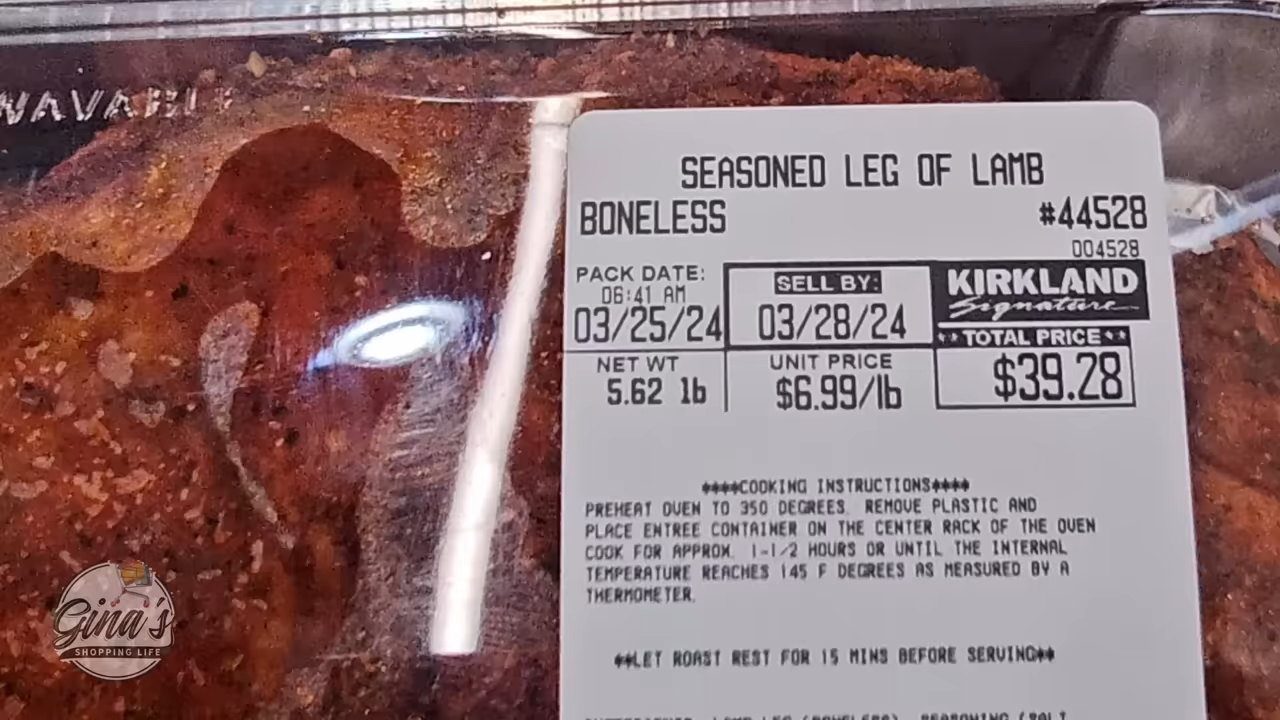 SEASONED LEG OF LAMB
BONELESS #44528
004528
PACK DATE:
06:41 AM
03/25/24
SELL BY:
03/28/24
KIRKLAND
Signature
**TOTAL PRICE**
$39.28
NET WT
5.62 lb
UNIT PRICE
$6.99/lb
****COOKING INSTRUCTIONS****
PREHEAT OVEN TO 350 DEGREES. REMOVE PLASTIC AND
PLACE ENTREE CONTAINER ON THE CENTER RACK OF THE OVEN
COOK FOR APPROX. 1-1/2 HOURS OR UNTIL THE INTERNAL
TEMPERATURE REACHES 145 F DEGREES AS MEASURED BY A
THERMOMETER.
**LET ROAST REST FOR 15 MINS BEFORE SERVING**
Gina's
SHOPPING LIFE